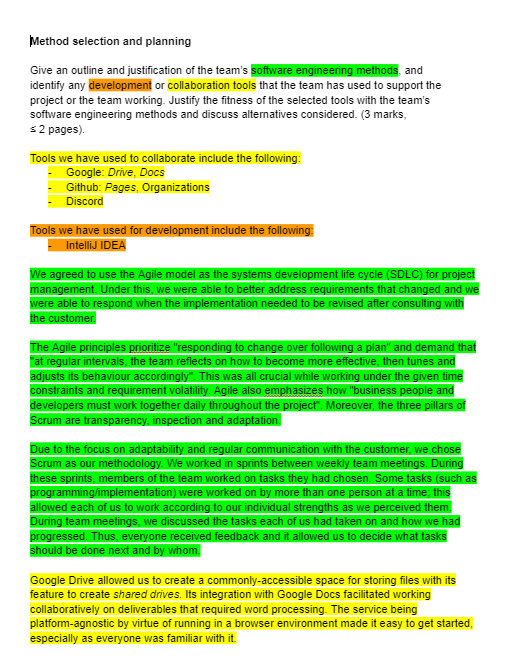 Method selection and planning
Give an outline and justification of the team's software engineering methods, and
identify any development or collaboration tools that the team has used to support the
project or the team working. Justify the fitness of the selected tools with the team's
software engineering methods and discuss alternatives considered. (3 marks,
≤ 2 pages).
Tools we have used to collaborate include the following:
- Google: Drive, Docs
- Github: Pages, Organizations
- Discord
Tools we have used for development include the following:
- IntelliJ IDEA
We agreed to use the Agile model as the systems development life cycle (SDLC) for project
management. Under this, we were able to better address requirements that changed and we
were able to respond when the implementation needed to be revised after consulting with
the customer.
The Agile principles prioritize "responding to change over following a plan" and demand that
"at regular intervals, the team reflects on how to become more effective, then tunes and
adjusts its behaviour accordingly". This was all crucial while working under the given time
constraints and requirement volatility. Agile also emphasizes how "business people and
developers must work together daily throughout the project". Moreover, the three pillars of
Scrum are transparency, inspection and adaptation.
Due to the focus on adaptability and regular communication with the customer, we chose
Scrum as our methodology. We worked in sprints between weekly team meetings. During
these sprints, members of the team worked on tasks they had chosen. Some tasks (such as
programming/implementation) were worked on by more than one person at a time; this
allowed each of us to work according to our individual strengths as we perceived them.
During team meetings, we discussed the tasks each of us had taken on and how we had
progressed. Thus, everyone received feedback and it allowed us to decide what tasks
should be done next and by whom.
Google Drive allowed us to create a commonly-accessible space for storing files with its
feature to create shared drives. Its integration with Google Docs facilitated working
collaboratively on deliverables that required word processing. The service being
platform-agnostic by virtue of running in a browser environment made it easy to get started,
especially as everyone was familiar with it.